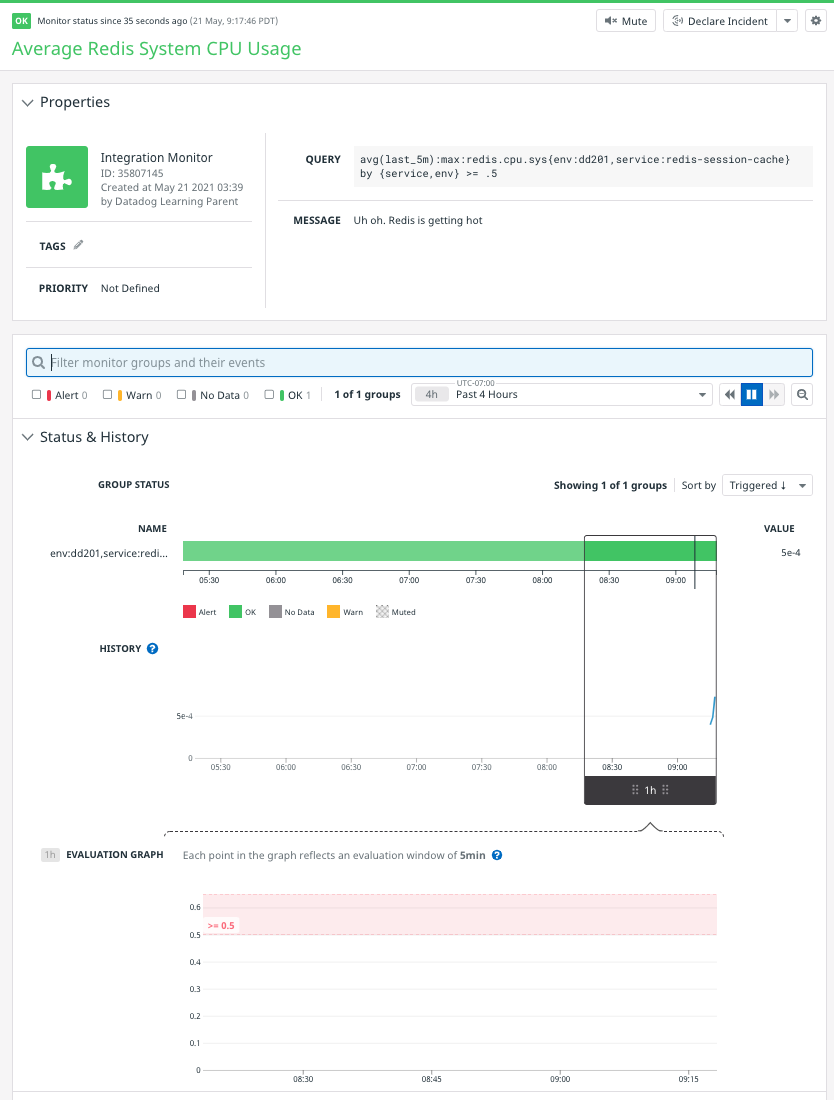 OK Monitor status since 35 seconds ago (21 May, 9:17:46 PDT)
Mute
Declare Incident
Average Redis System CPU Usage
Properties
Integration Monitor
ID: 35807145
Created at May 21 2021 03:39
by Datadog Learning Parent
TAGS
PRIORITY Not Defined
QUERY avg(last_5m):max:redis.cpu.sys{env:dd201,service:redis-session-cache}
by {service,env} >= .5
MESSAGE Uh oh. Redis is getting hot
Filter monitor groups and their events
Alert 0 Warn 0 No Data 0 OK 1 1 of 1 groups 4h UTC-07:00 Past 4 Hours
Status & History
GROUP STATUS Showing 1 of 1 groups Sort by Triggered ↓
NAME VALUE
env:dd201,service:redi... 5e-4
05:30 06:00 06:30 07:00 07:30 08:00 08:30 09:00
Alert OK No Data Warn Muted
HISTORY ?
5e-4
0
05:30 06:00 06:30 07:00 07:30 08:00 08:30 09:00
1h
1h EVALUATION GRAPH Each point in the graph reflects an evaluation window of 5min ?
0.6
>= 0.5
0.5
0.4
0.3
0.2
0.1
0
08:30 08:45 09:00 09:15